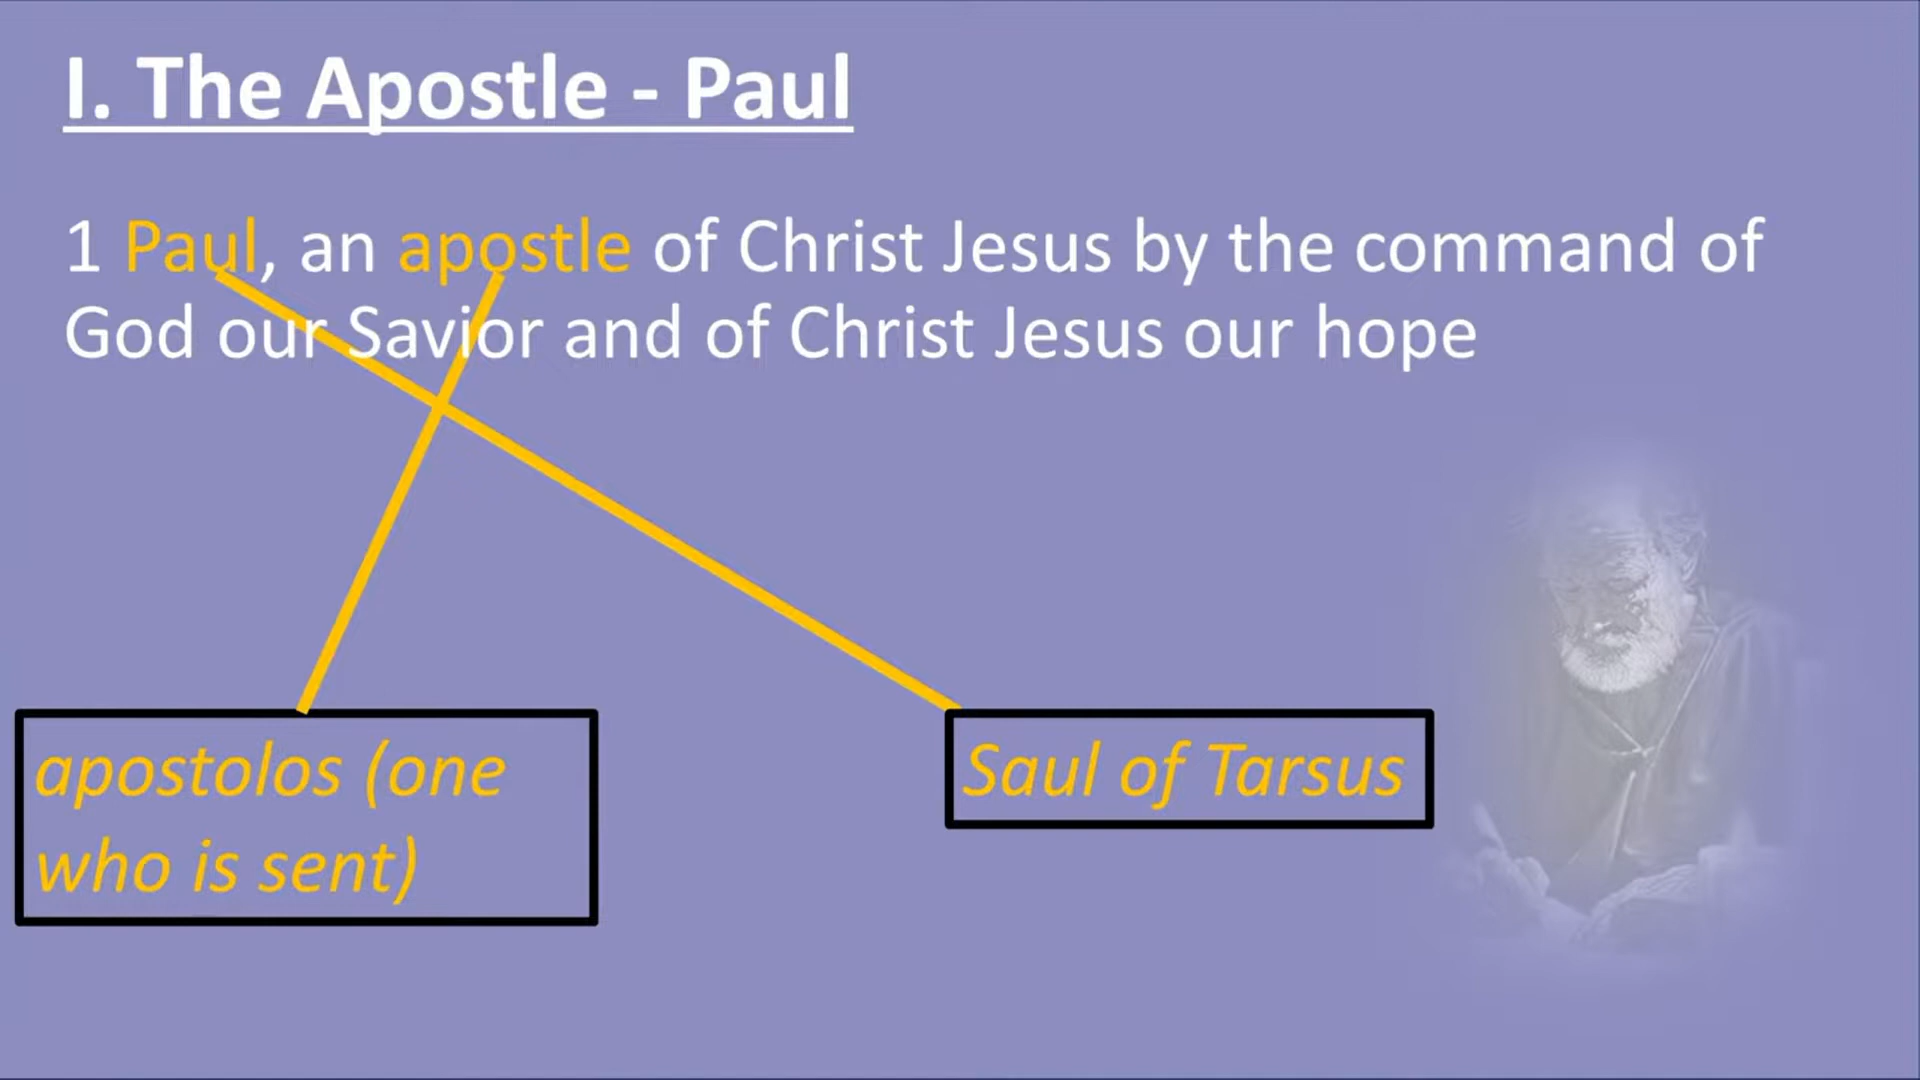 I. The Apostle - Paul
1 Paul, an apostle of Christ Jesus by the command of
God our Savior and of Christ Jesus our hope
apostolos (one
who is sent)
Saul of Tarsus